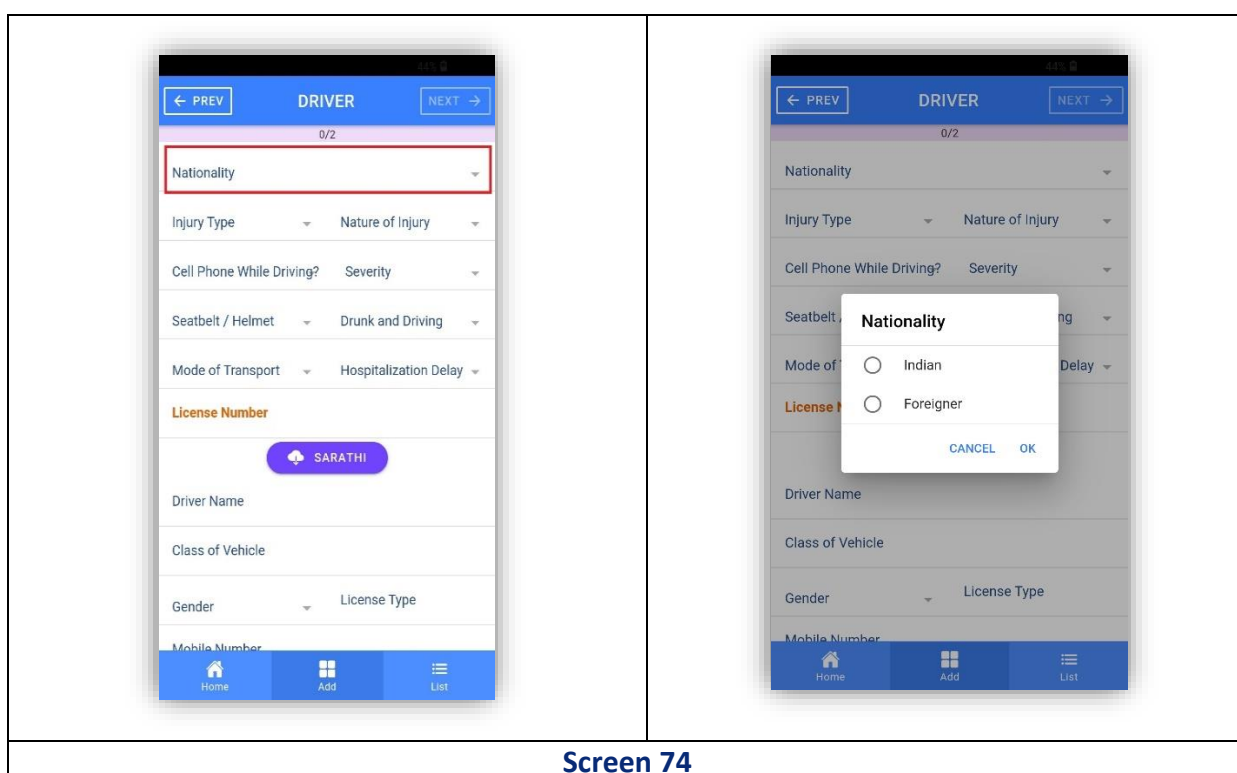 44%
← PREV DRIVER NEXT →
0/2
Nationality
Injury Type Nature of Injury
Cell Phone While Driving? Severity
Seatbelt / Helmet Drunk and Driving
Mode of Transport Hospitalization Delay
License Number
SARATHI
Driver Name
Class of Vehicle
Gender License Type
Mobile Number
Home Add List
44%
← PREV DRIVER NEXT →
0/2
Nationality
Injury Type Nature of Injury
Cell Phone While Driving? Severity
Seatbelt / ng
Nationality
Mode of Delay
Indian
License N
Foreigner
CANCEL OK
Driver Name
Class of Vehicle
Gender License Type
Mobile Number
Home Add List
Screen 74